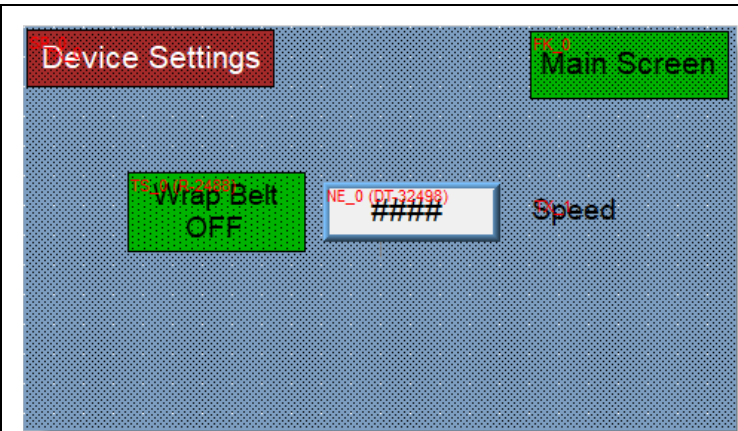 Device Settings
FK_0
Main Screen
TS_0 (R-2488)
Wrap Belt
OFF
NE_0 (DT-32498)
####
Speed